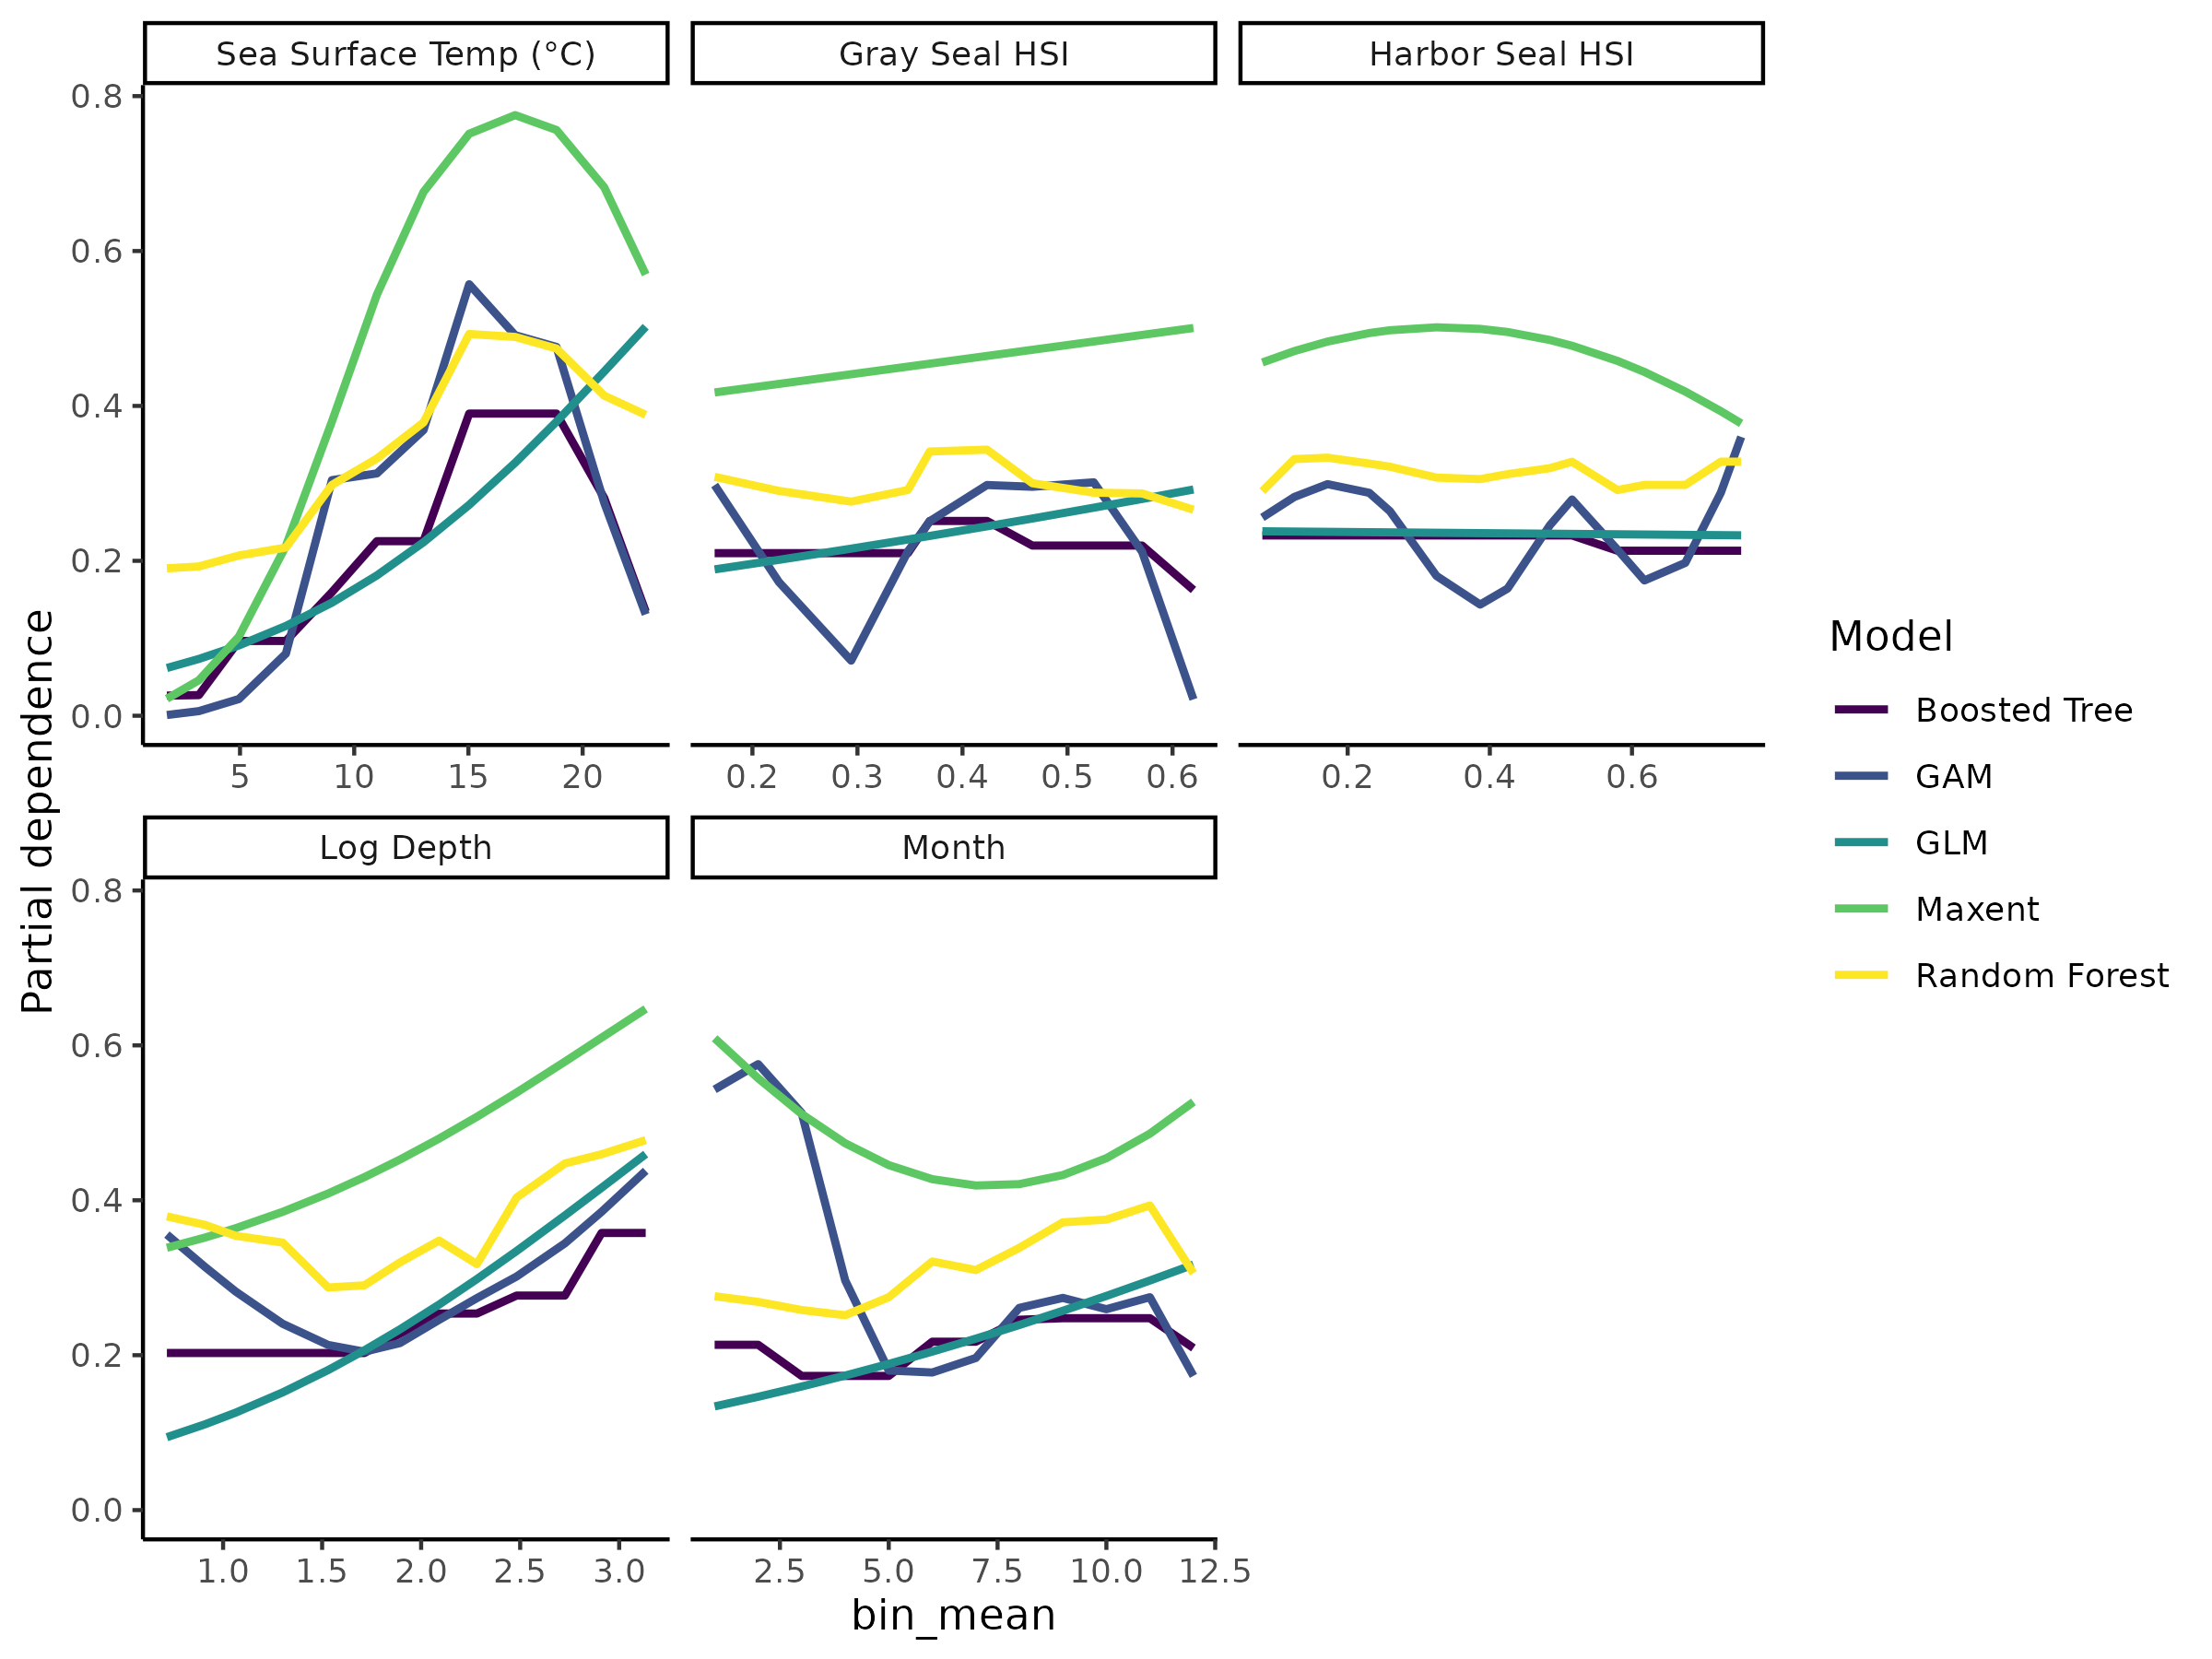 Sea Surface Temp (°C)
Gray Seal HSI
Harbor Seal HSI
0.8
0.6
0.4
0.2
0.0
5 10 15 20
0.2 0.3 0.4 0.5 0.6
0.2 0.4 0.6
Log Depth
Month
0.8
0.6
0.4
0.2
0.0
1.0 1.5 2.0 2.5 3.0
2.5 5.0 7.5 10.0 12.5
bin_mean
Partial dependence
Model
Boosted Tree
GAM
GLM
Maxent
Random Forest